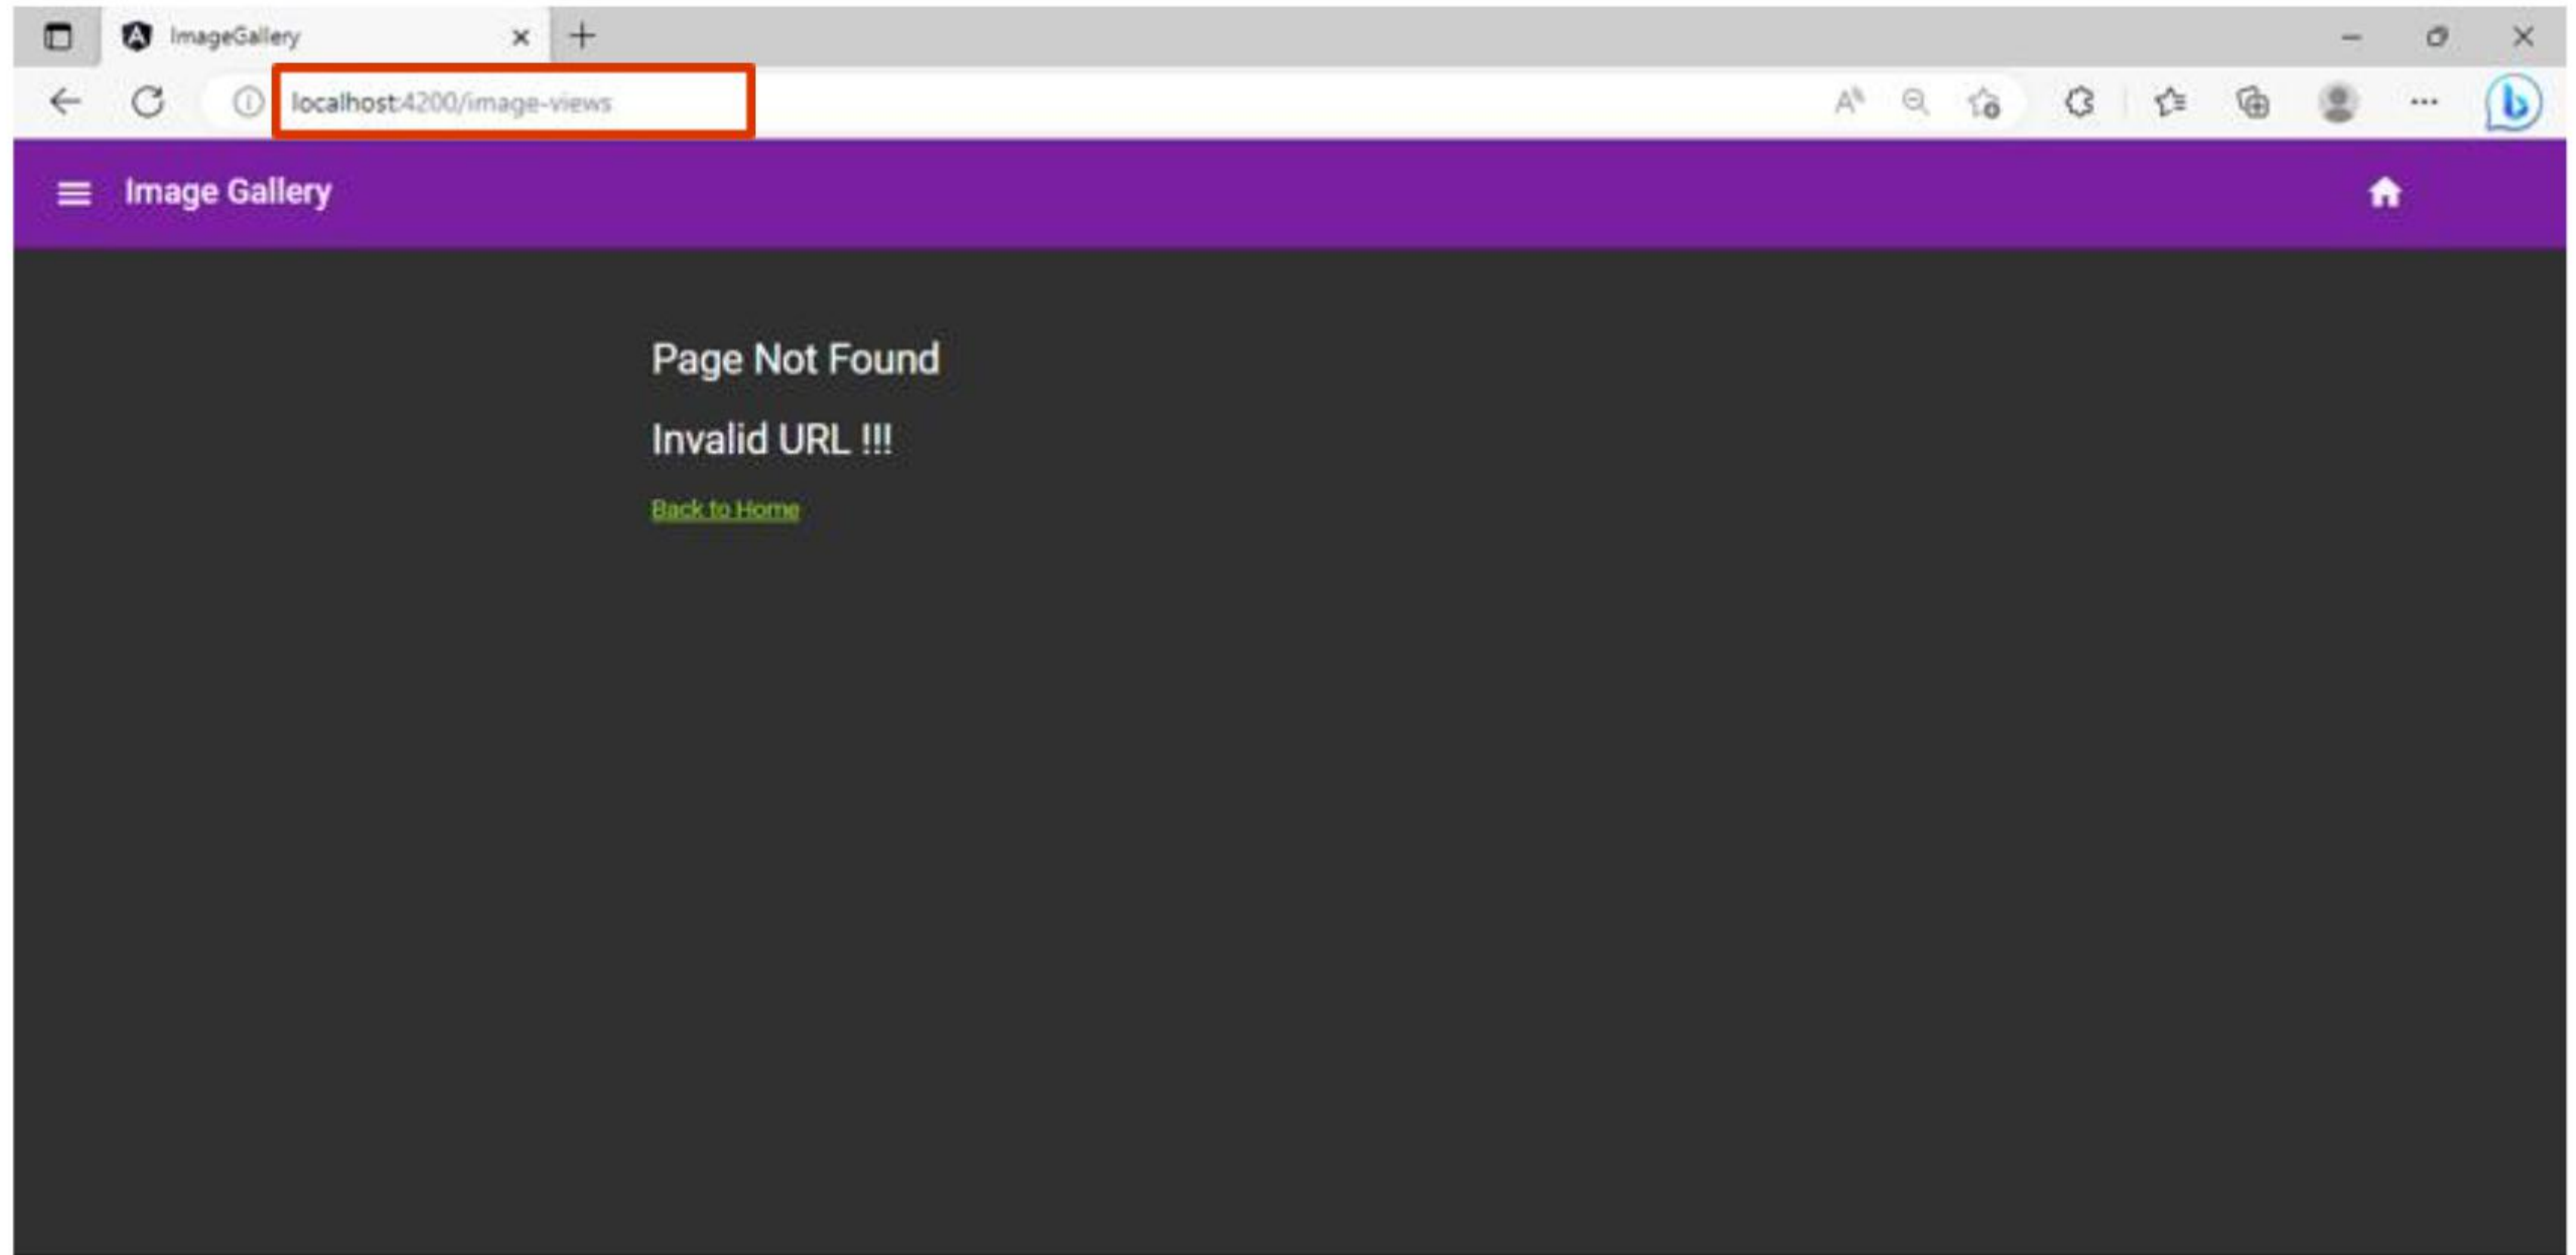 ImageGallery
localhost:4200/image-views
Image Gallery
Page Not Found
Invalid URL !!!
Back to Home